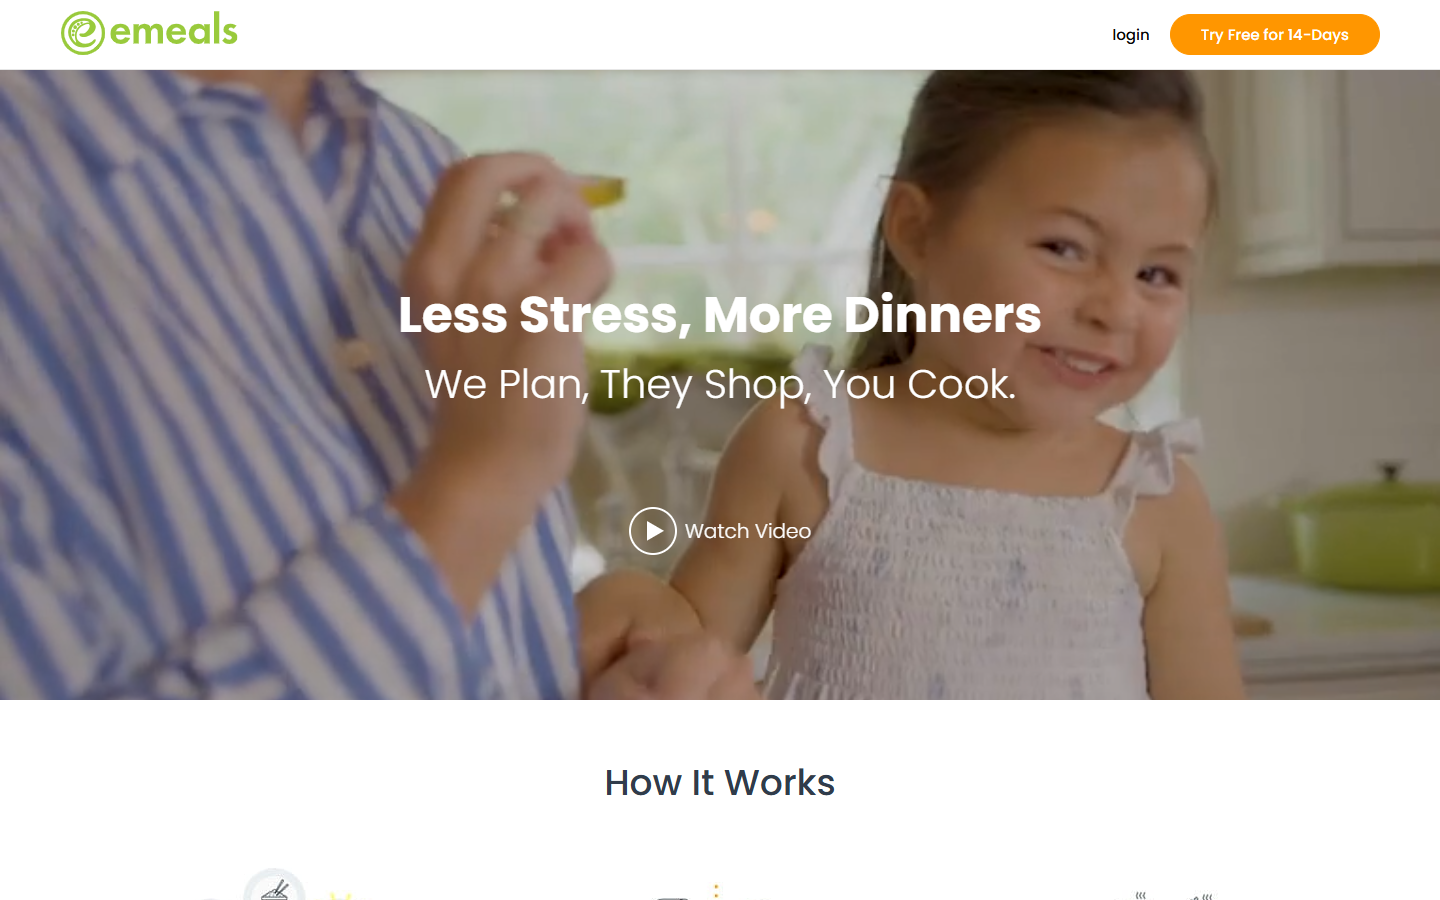 emeals
login
Try Free for 14-Days
Less Stress, More Dinners
We Plan, They Shop, You Cook.
Watch Video
How It Works